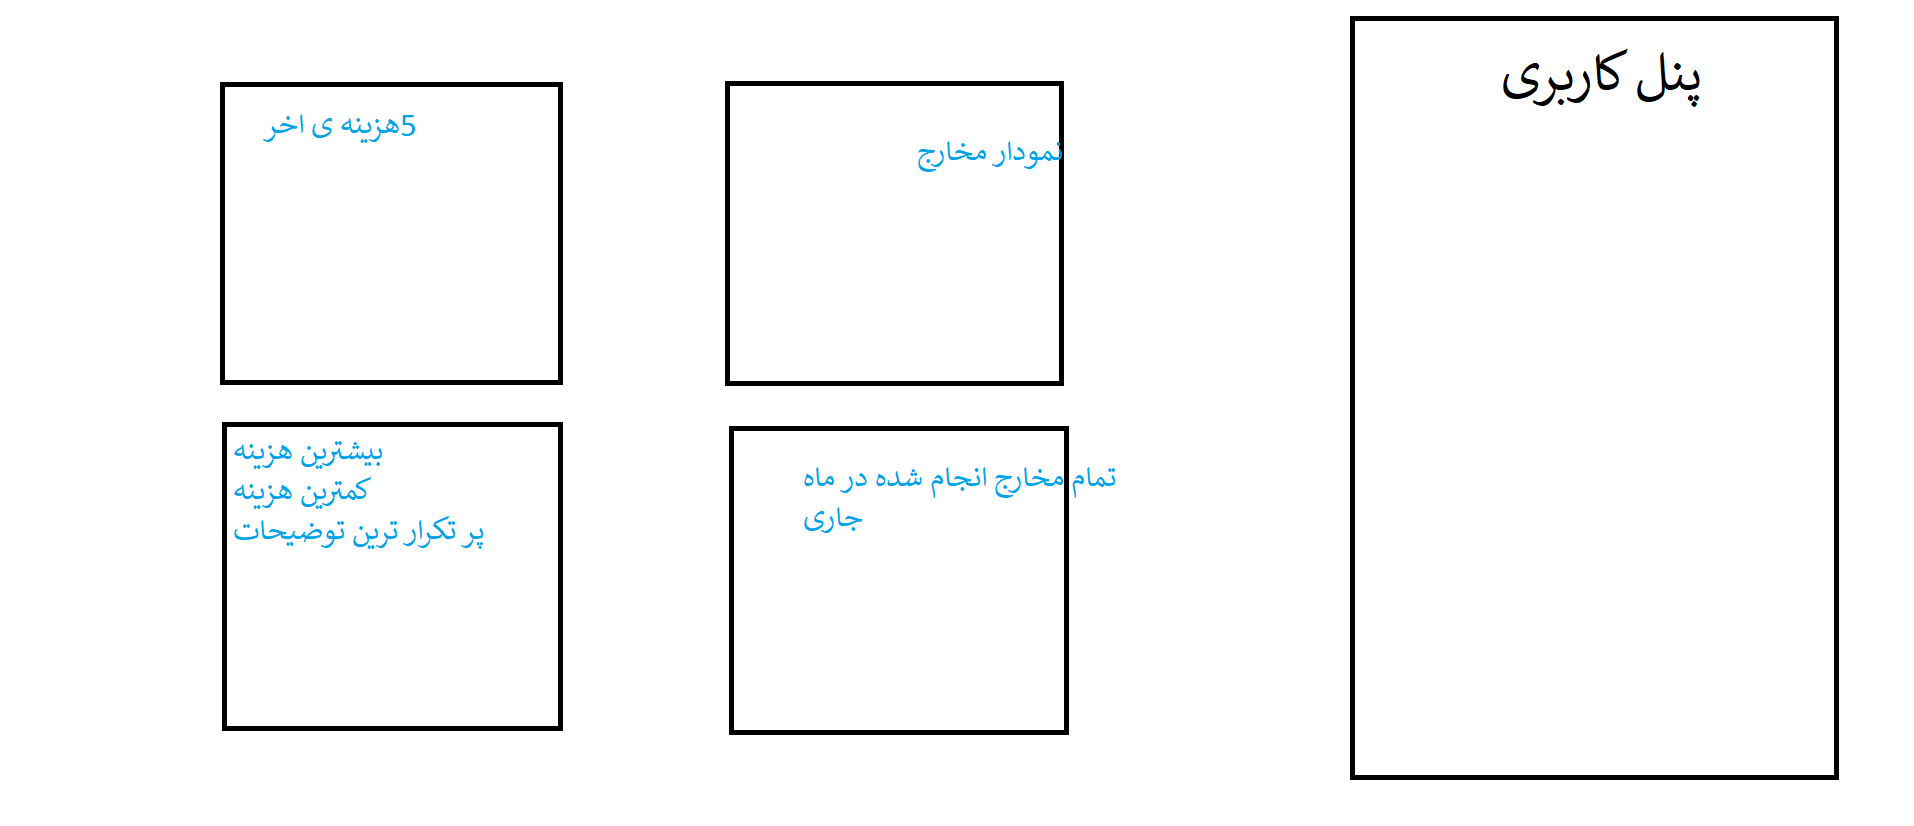 پنل کاربری
نمودار مخارج
5هزینه ی اخر
تمام مخارج انجام شده در ماه
جاری
بیشترین هزینه
کمترین هزینه
پر تکرار ترین توضیحات